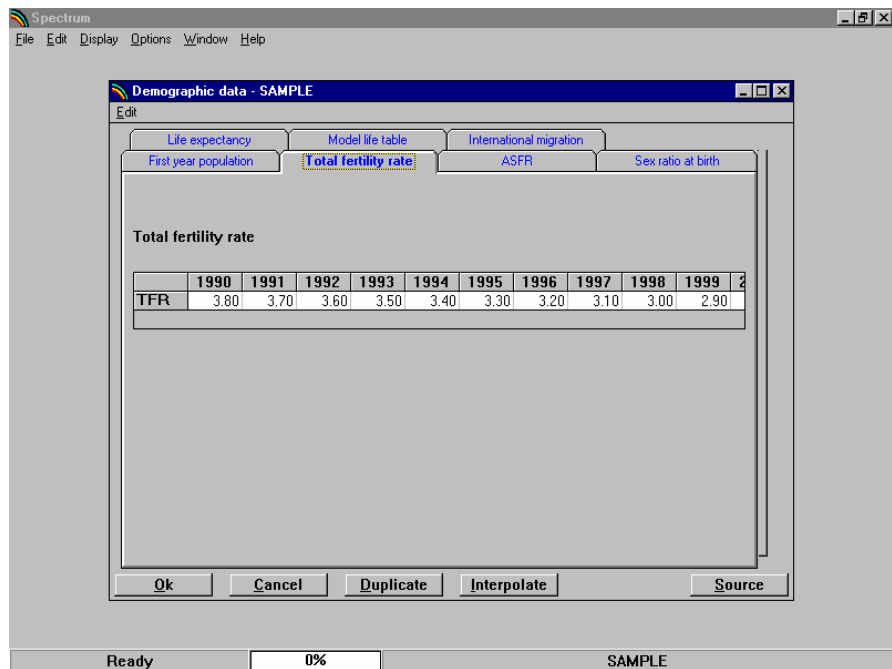 Spectrum
File Edit Display Options Window Help
Demographic data - SAMPLE
Edit
Life expectancy Model life table International migration
First year population Total fertility rate ASFR Sex ratio at birth
Total fertility rate
1990 1991 1992 1993 1994 1995 1996 1997 1998 1999 2
TFR 3.80 3.70 3.60 3.50 3.40 3.30 3.20 3.10 3.00 2.90
Ok Cancel Duplicate Interpolate Source
Ready 0% SAMPLE